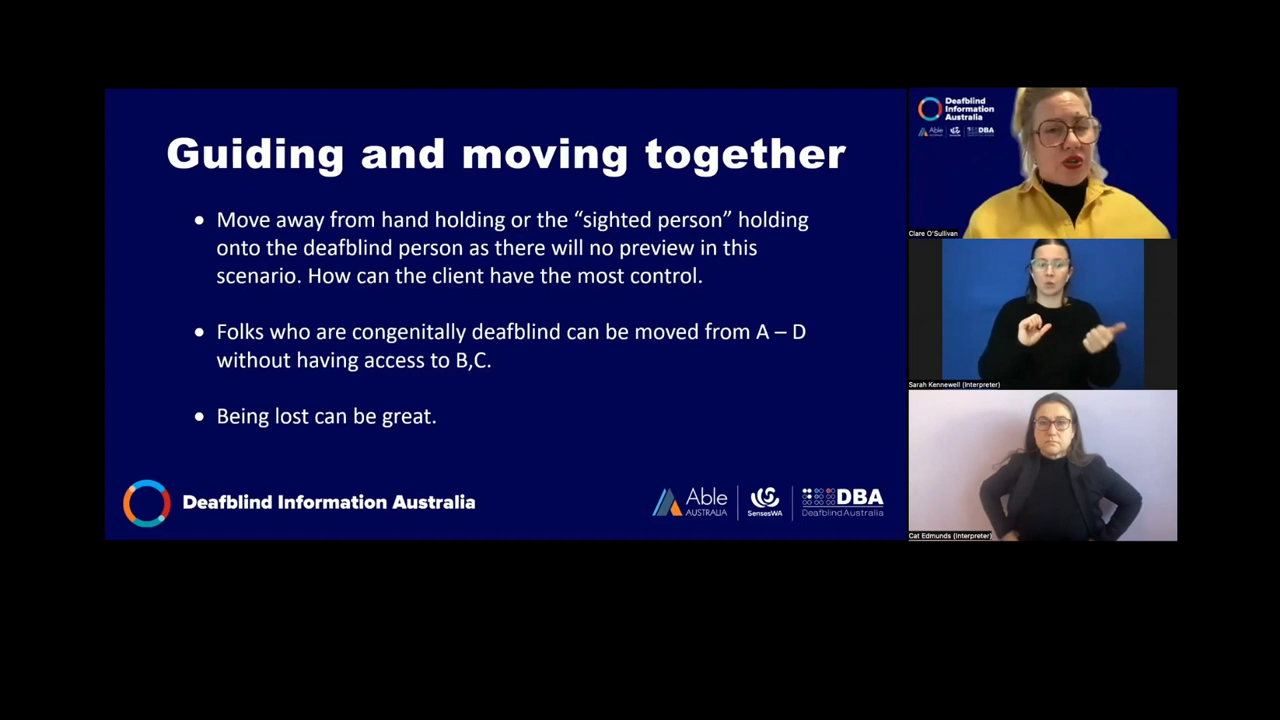 Guiding and moving together
• Move away from hand holding or the “sighted person” holding
onto the deafblind person as there will no preview in this
scenario. How can the client have the most control.
• Folks who are congenitally deafblind can be moved from A – D
without having access to B,C.
• Being lost can be great.
Deafblind Information Australia
Able
AUSTRALIA
SensesWA
DBA
DeafblindAustralia
Deafblind
Information
Australia
Able
DBA
Clare O'Sullivan
Sarah Kennewell (Interpreter)
Cat Edmunds (Interpreter)